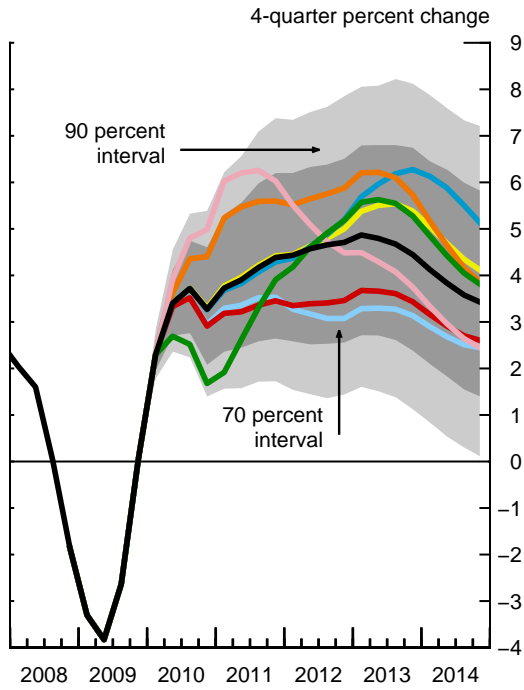 4-quarter percent change
9
8
90 percent
interval
7
6
5
4
3
2
70 percent
interval
1
0
−1
−2
−3
−4
2008 2009 2010 2011 2012 2013 2014